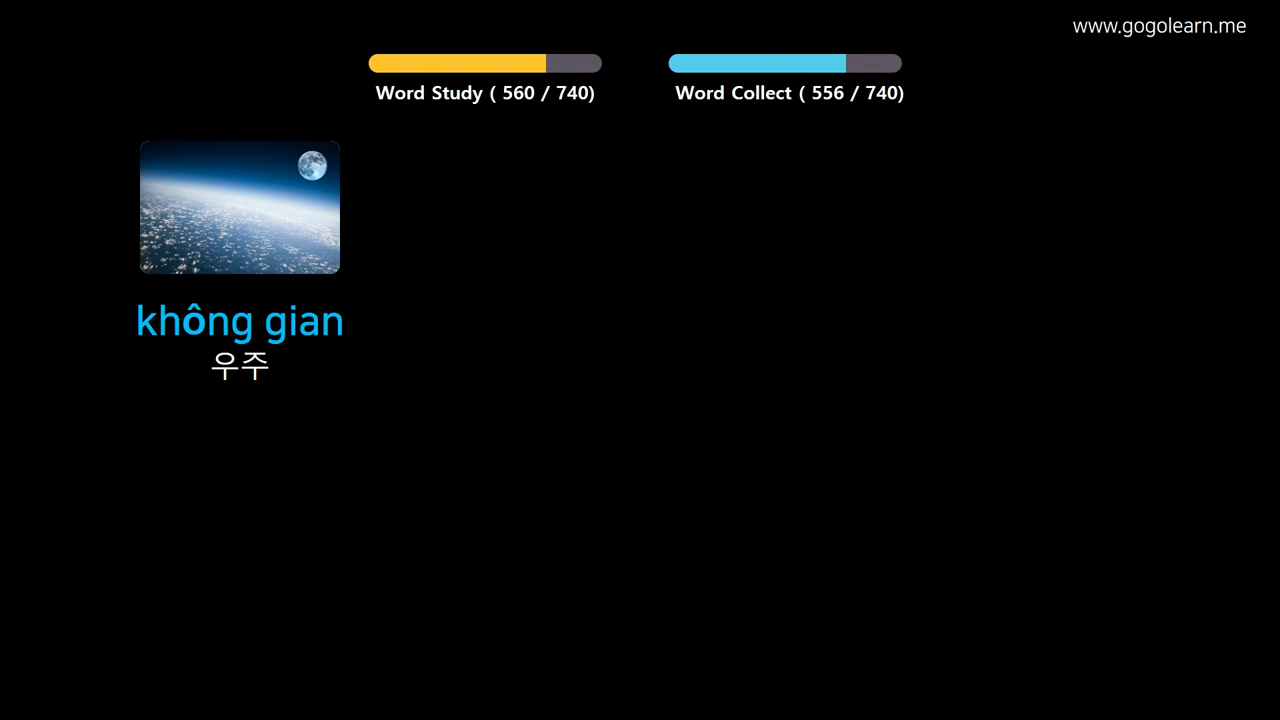 www.gogolearn.me
Word Study ( 560 / 740)
Word Collect ( 556 / 740)
không gian
우주